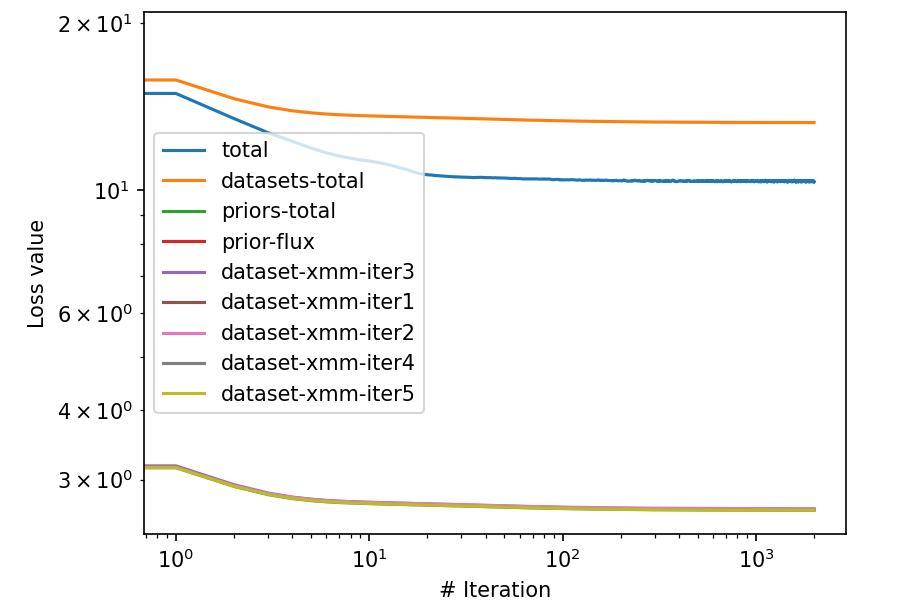 2 × 10⁰
total
datasets-total
10¹
priors-total
prior-flux
dataset-xmm-iter3
dataset-xmm-iter1
6 × 10⁰
dataset-xmm-iter2
dataset-xmm-iter4
dataset-xmm-iter5
4 × 10⁰
3 × 10⁰
Loss value
10⁰ 10¹ 10² 10³
# Iteration